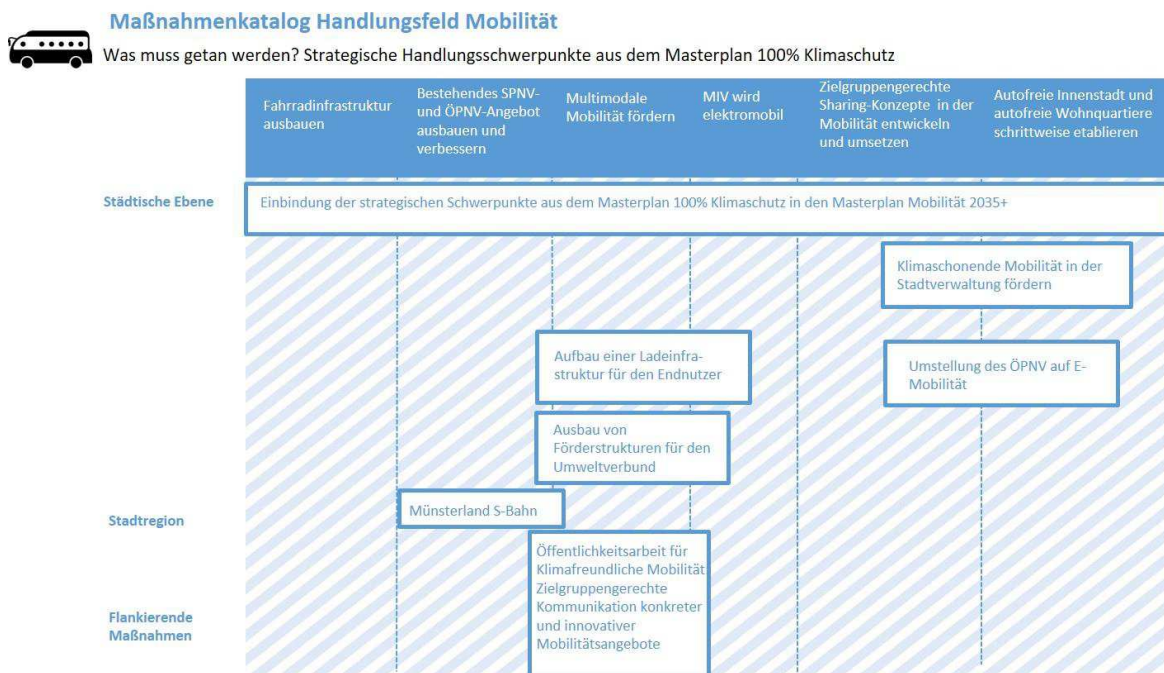 Maßnahmenkatalog Handlungsfeld Mobilität
Was muss getan werden? Strategische Handlungsschwerpunkte aus dem Masterplan 100% Klimaschutz
Fahrradinfrastruktur
ausbauen
Bestehendes SPNV-
und ÖPNV-Angebot
ausbauen und
verbessern
Multimodale
Mobilität fördern
MIV wird
elektromobil
Zielgruppengerechte
Sharing-Konzepte in der
Mobilität entwickeln
und umsetzen
Autofreie Innenstadt und
autofreie Wohnquartiere
schrittweise etablieren
Städtische Ebene
Einbindung der strategischen Schwerpunkte aus dem Masterplan 100% Klimaschutz in den Masterplan Mobilität 2035+
Klimaschonende Mobilität in der
Stadtverwaltung fördern
Aufbau einer Ladeinfra-
struktur für den Endnutzer
Umstellung des ÖPNV auf E-
Mobilität
Ausbau von
Förderstrukturen für den
Umweltverbund
Stadtregion
Münsterland S-Bahn
Flankierende
Maßnahmen
Öffentlichkeitsarbeit für
Klimafreundliche Mobilität
Zielgruppengerechte
Kommunikation konkreter
und innovativer
Mobilitätsangebote